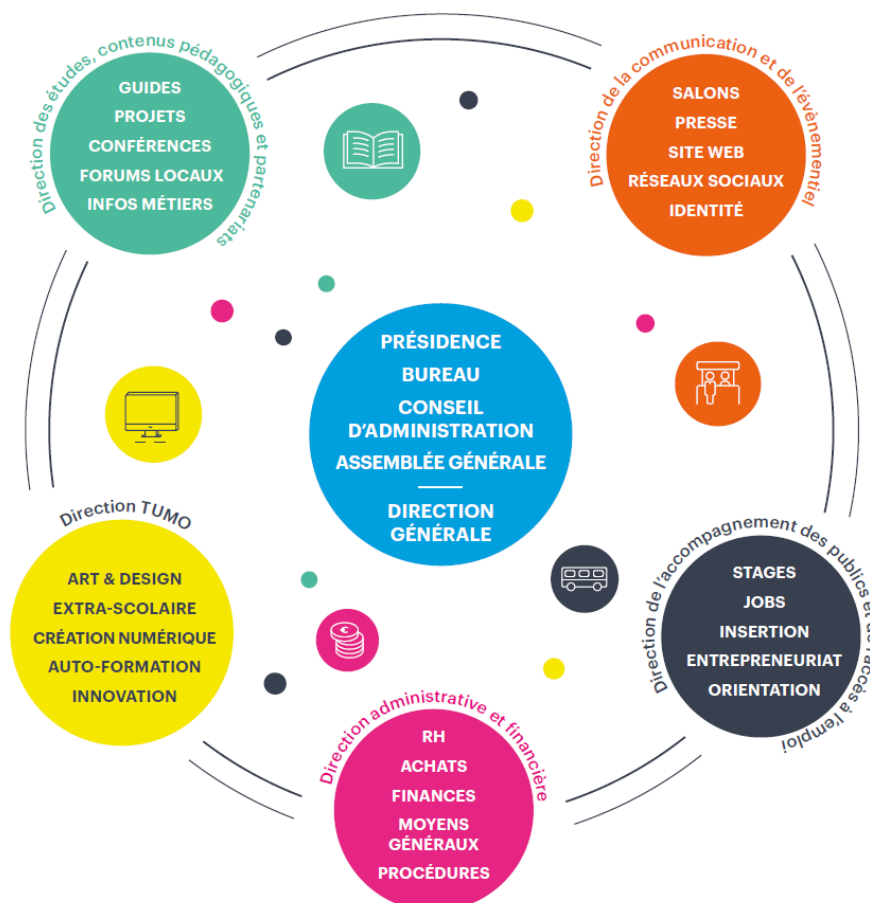 Direction des études, contenus pédagogiques et partenariats
GUIDES
PROJETS
CONFÉRENCES
FORUMS LOCAUX
INFOS MÉTIERS
Direction de la communication et de l'évènementiel
SALONS
PRESSE
SITE WEB
RÉSEAUX SOCIAUX
IDENTITÉ
PRÉSIDENCE
BUREAU
CONSEIL
D'ADMINISTRATION
ASSEMBLÉE GÉNÉRALE
DIRECTION
GÉNÉRALE
Direction TUMO
ART & DESIGN
EXTRA-SCOLAIRE
CRÉATION NUMÉRIQUE
AUTO-FORMATION
INNOVATION
Direction de l'accompagnement des publics et de l'accès à l'emploi
STAGES
JOBS
INSERTION
ENTREPRENEURIAT
ORIENTATION
€
Direction administrative et financière
RH
ACHATS
FINANCES
MOYENS
GÉNÉRAUX
PROCÉDURES